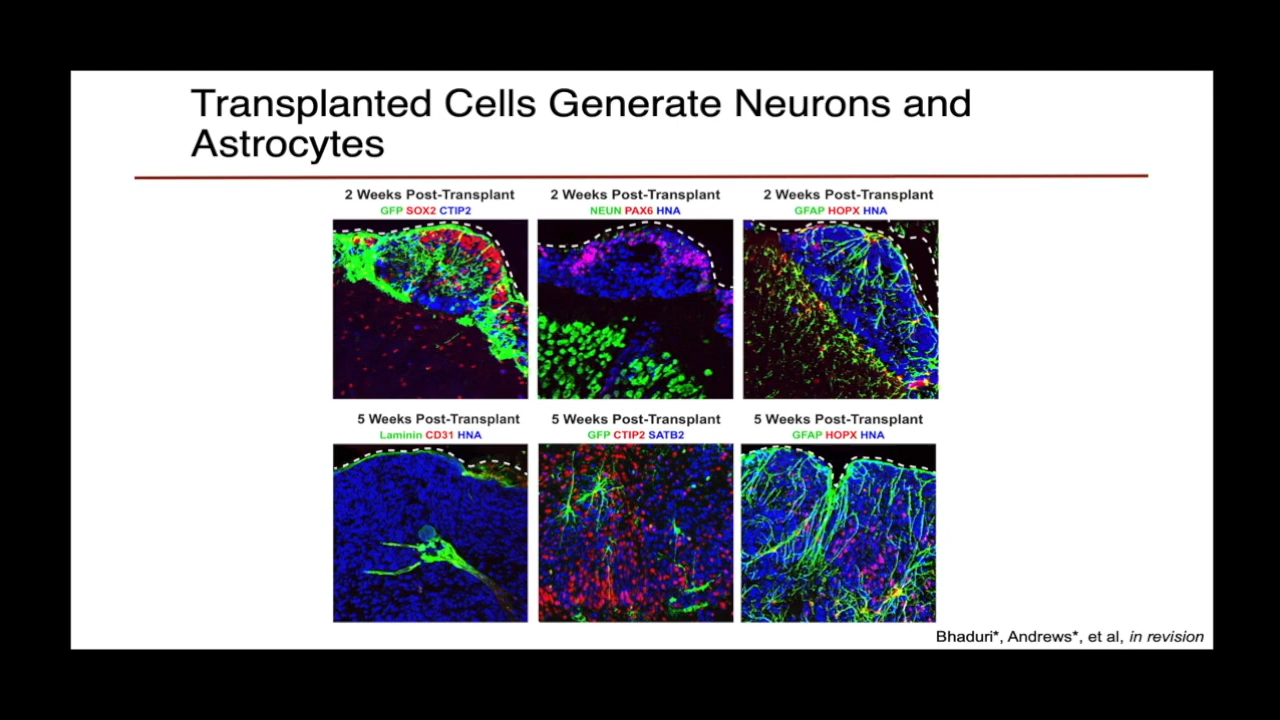 Transplanted Cells Generate Neurons and
Astrocytes
2 Weeks Post-Transplant
GFP SOX2 CTIP2
2 Weeks Post-Transplant
NEUN PAX6 HNA
2 Weeks Post-Transplant
GFAP HOPX HNA
5 Weeks Post-Transplant
Laminin CD31 HNA
5 Weeks Post-Transplant
GFP CTIP2 SATB2
5 Weeks Post-Transplant
GFAP HOPX HNA
Bhaduri*, Andrews*, et al, in revision